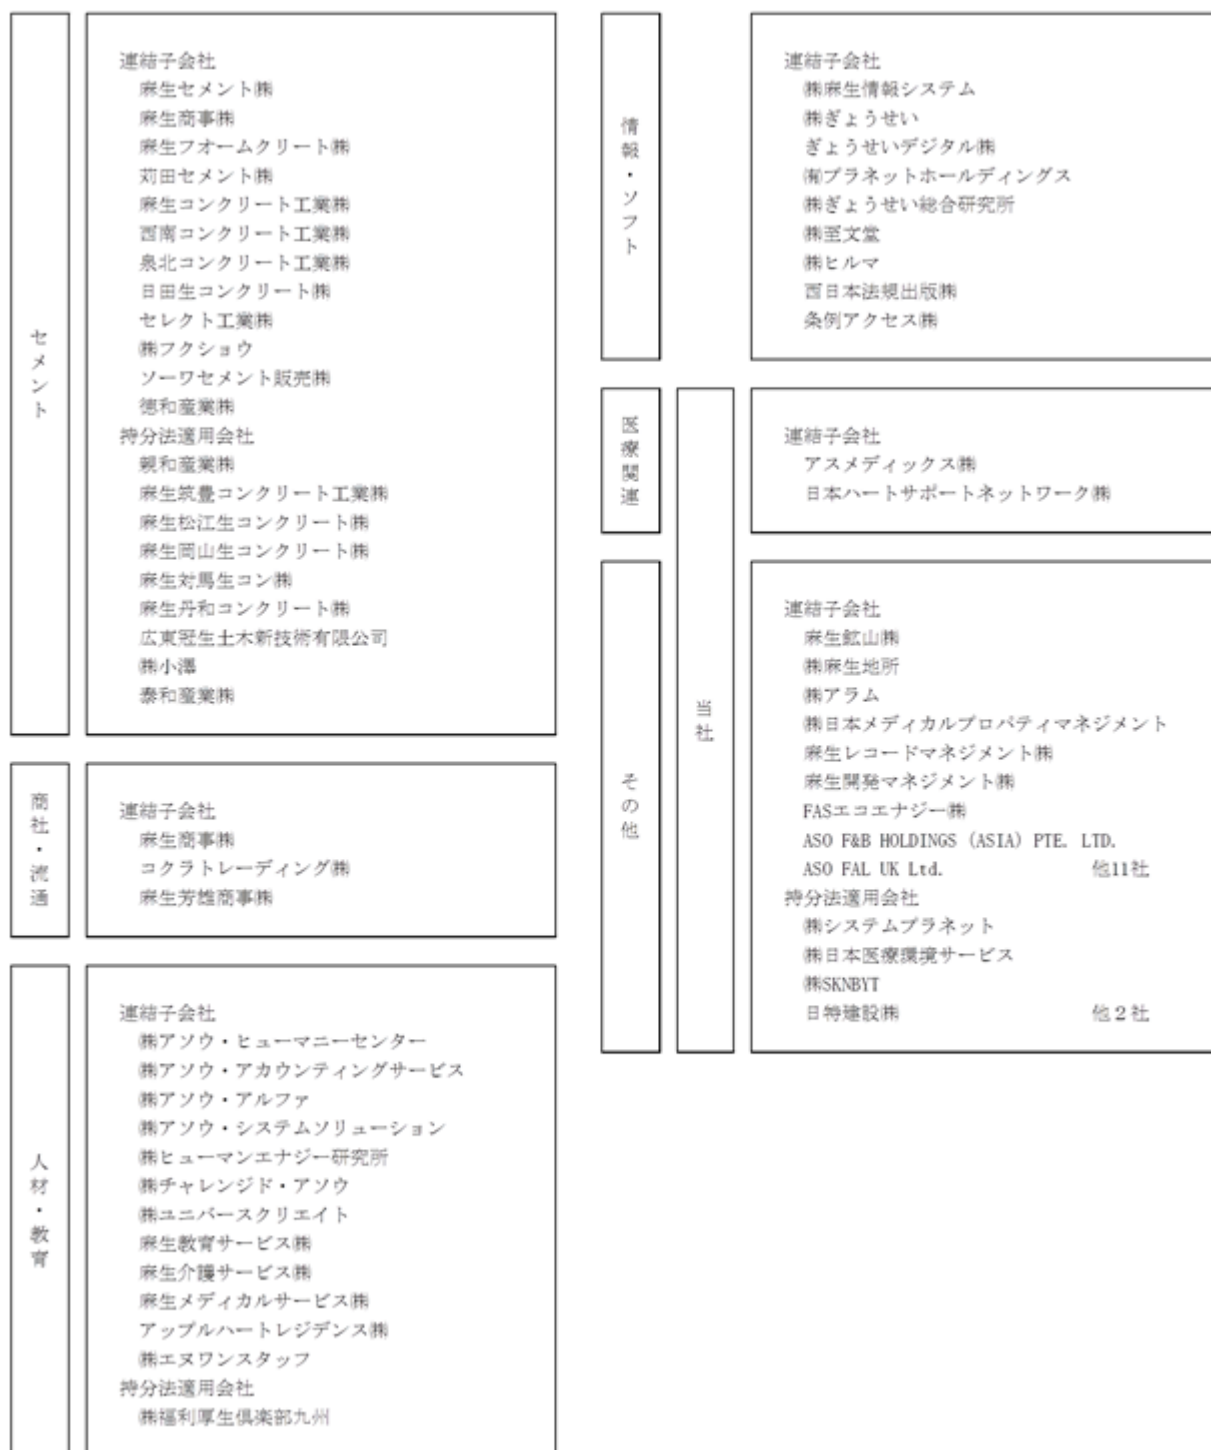 セメント
連結子会社
麻生セメント㈱
麻生商事㈱
麻生フオームクリート㈱
苅田セメント㈱
麻生コンクリート工業㈱
西南コンクリート工業㈱
泉北コンクリート工業㈱
日田生コンクリート㈱
セレクト工業㈱
㈱フクショウ
ソーワセメント販売㈱
徳和産業㈱
持分法適用会社
親和産業㈱
麻生筑豊コンクリート工業㈱
麻生松江生コンクリート㈱
麻生岡山生コンクリート㈱
麻生対馬生コン㈱
麻生丹和コンクリート㈱
広東冠生土木新技術有限公司
㈱小澤
泰和産業㈱
商社・流通
連結子会社
麻生商事㈱
コクラトレーディング㈱
麻生芳雄商事㈱
人材・教育
連結子会社
㈱アソウ・ヒューマニーセンター
㈱アソウ・アカウンティングサービス
㈱アソウ・アルファ
㈱アソウ・システムソリューション
㈱ヒューマンエナジー研究所
㈱チャレンジド・アソウ
㈱ユニバースクリエイト
麻生教育サービス㈱
麻生介護サービス㈱
麻生メディカルサービス㈱
アップルハートレジデンス㈱
㈱エヌワンスタッフ
持分法適用会社
㈱福利厚生倶楽部九州
情報・ソフト
連結子会社
㈱麻生情報システム
㈱ぎょうせい
ぎょうせいデジタル㈱
㈲プラネットホールディングス
㈱ぎょうせい総合研究所
㈱至文堂
㈱ヒルマ
西日本法規出版㈱
条例アクセス㈱
医療関連
当社
連結子会社
アスメディックス㈱
日本ハートサポートネットワーク㈱
その他
連結子会社
麻生鉱山㈱
㈱麻生地所
㈱アラム
㈱日本メディカルプロパティマネジメント
麻生レコードマネジメント㈱
麻生開発マネジメント㈱
FASエコエナジー㈱
ASO F&B HOLDINGS (ASIA) PTE. LTD.
ASO FAL UK Ltd. 他11社
持分法適用会社
㈱システムプラネット
㈱日本医療環境サービス
㈱SKNBYT
日特建設㈱ 他２社